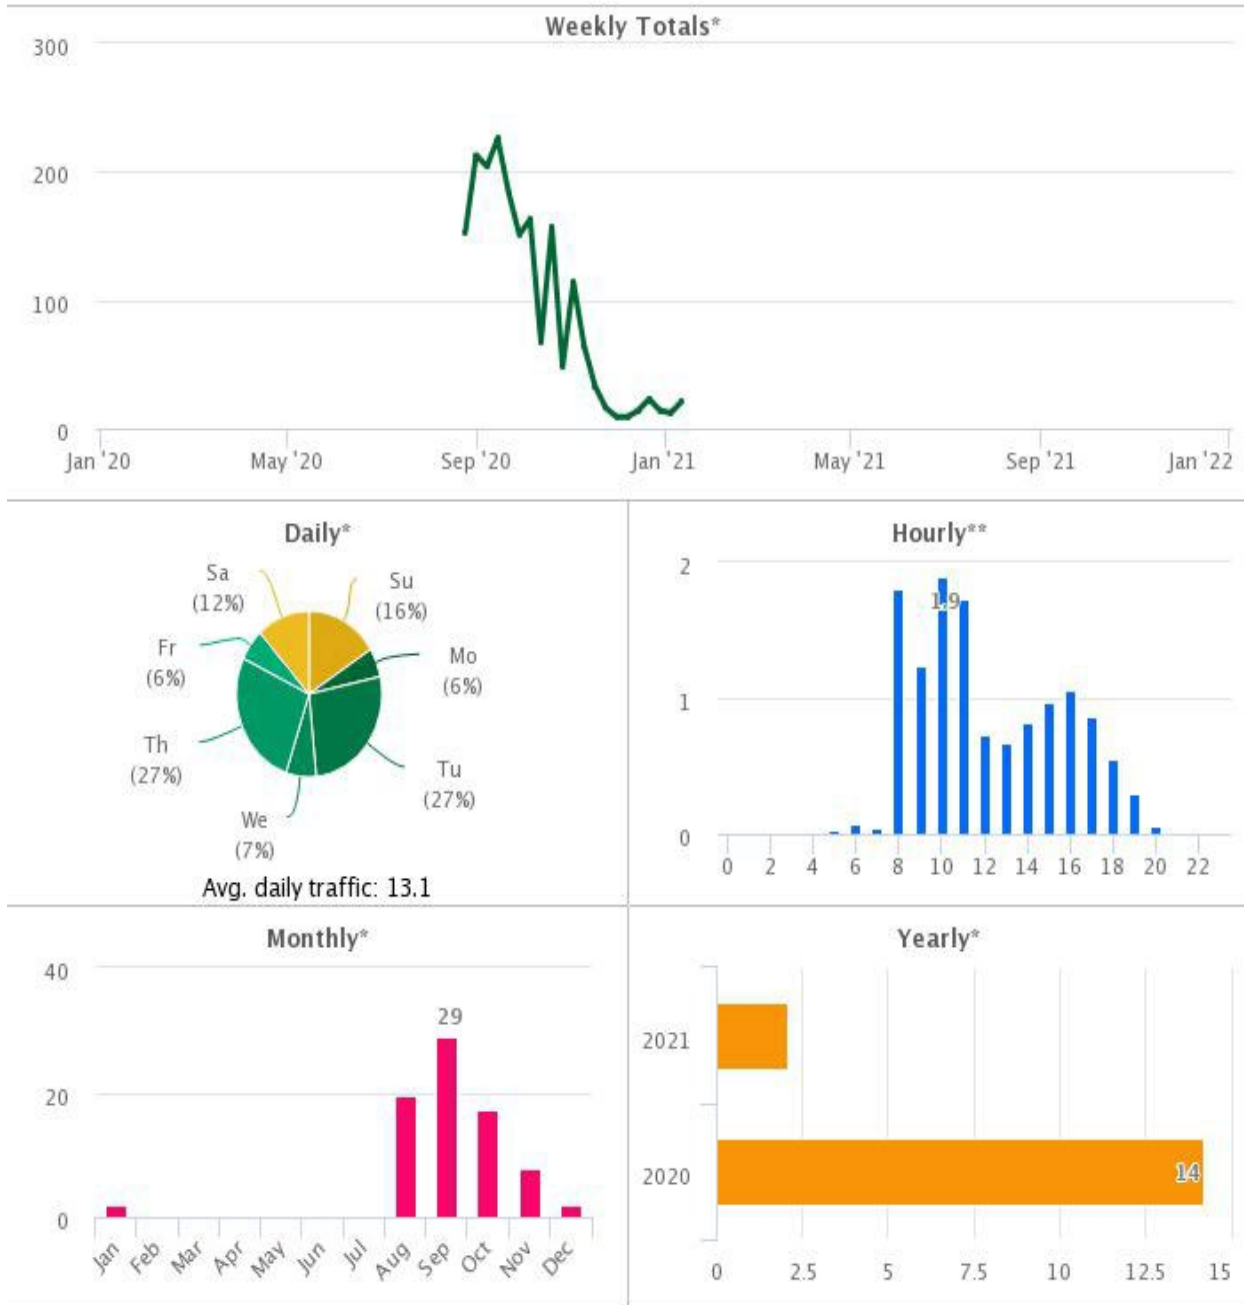 Weekly Totals*
300
200
100
0
Jan '20 May '20 Sep '20 Jan '21 May '21 Sep '21 Jan '22
Daily*
Sa
(12%)
Su
(16%)
Fr
(6%)
Mo
(6%)
Th
(27%)
Tu
(27%)
We
(7%)
Avg. daily traffic: 13.1
Hourly**
2
1.9
1
0
0 2 4 6 8 10 12 14 16 18 20 22
Monthly*
40
29
20
0
Jan Feb Mar Apr May Jun Jul Aug Sep Oct Nov Dec
Yearly*
2021
2020
14
0 2.5 5 7.5 10 12.5 15